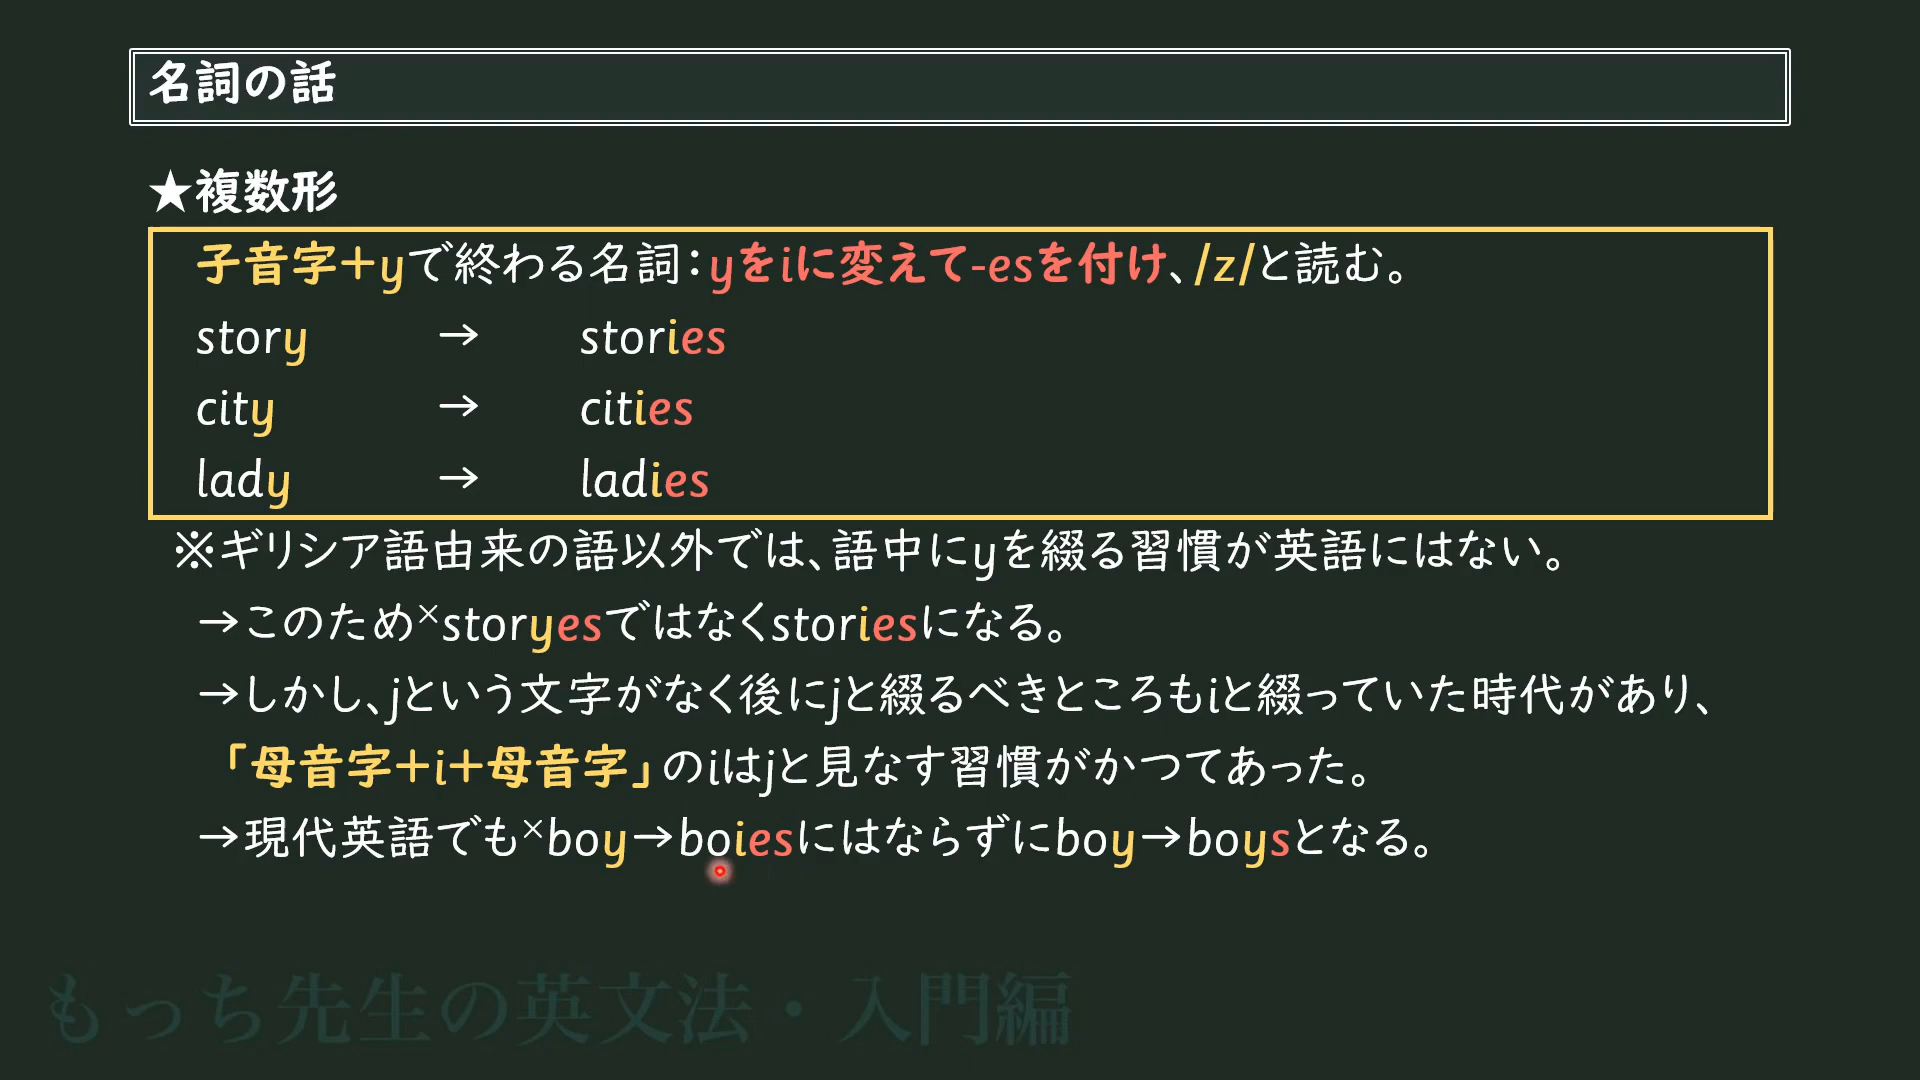 名詞の話
★複数形
子音字+yで終わる名詞：yをiに変えて-esを付け、/z/と読む。
story → stories
city → cities
lady → ladies
※ギリシア語由来の語以外では、語中にyを綴る習慣が英語にはない。
→このため×storyesではなくstoriesになる。
→しかし、jという文字がなく後にjと綴るべきところもiと綴っていた時代があり、
「母音字+i+母音字」のiはjと見なす習慣がかつてあった。
→現代英語でも×boy→boiesにはならずにboy→boysとなる。
もっち先生の英文法・入門編